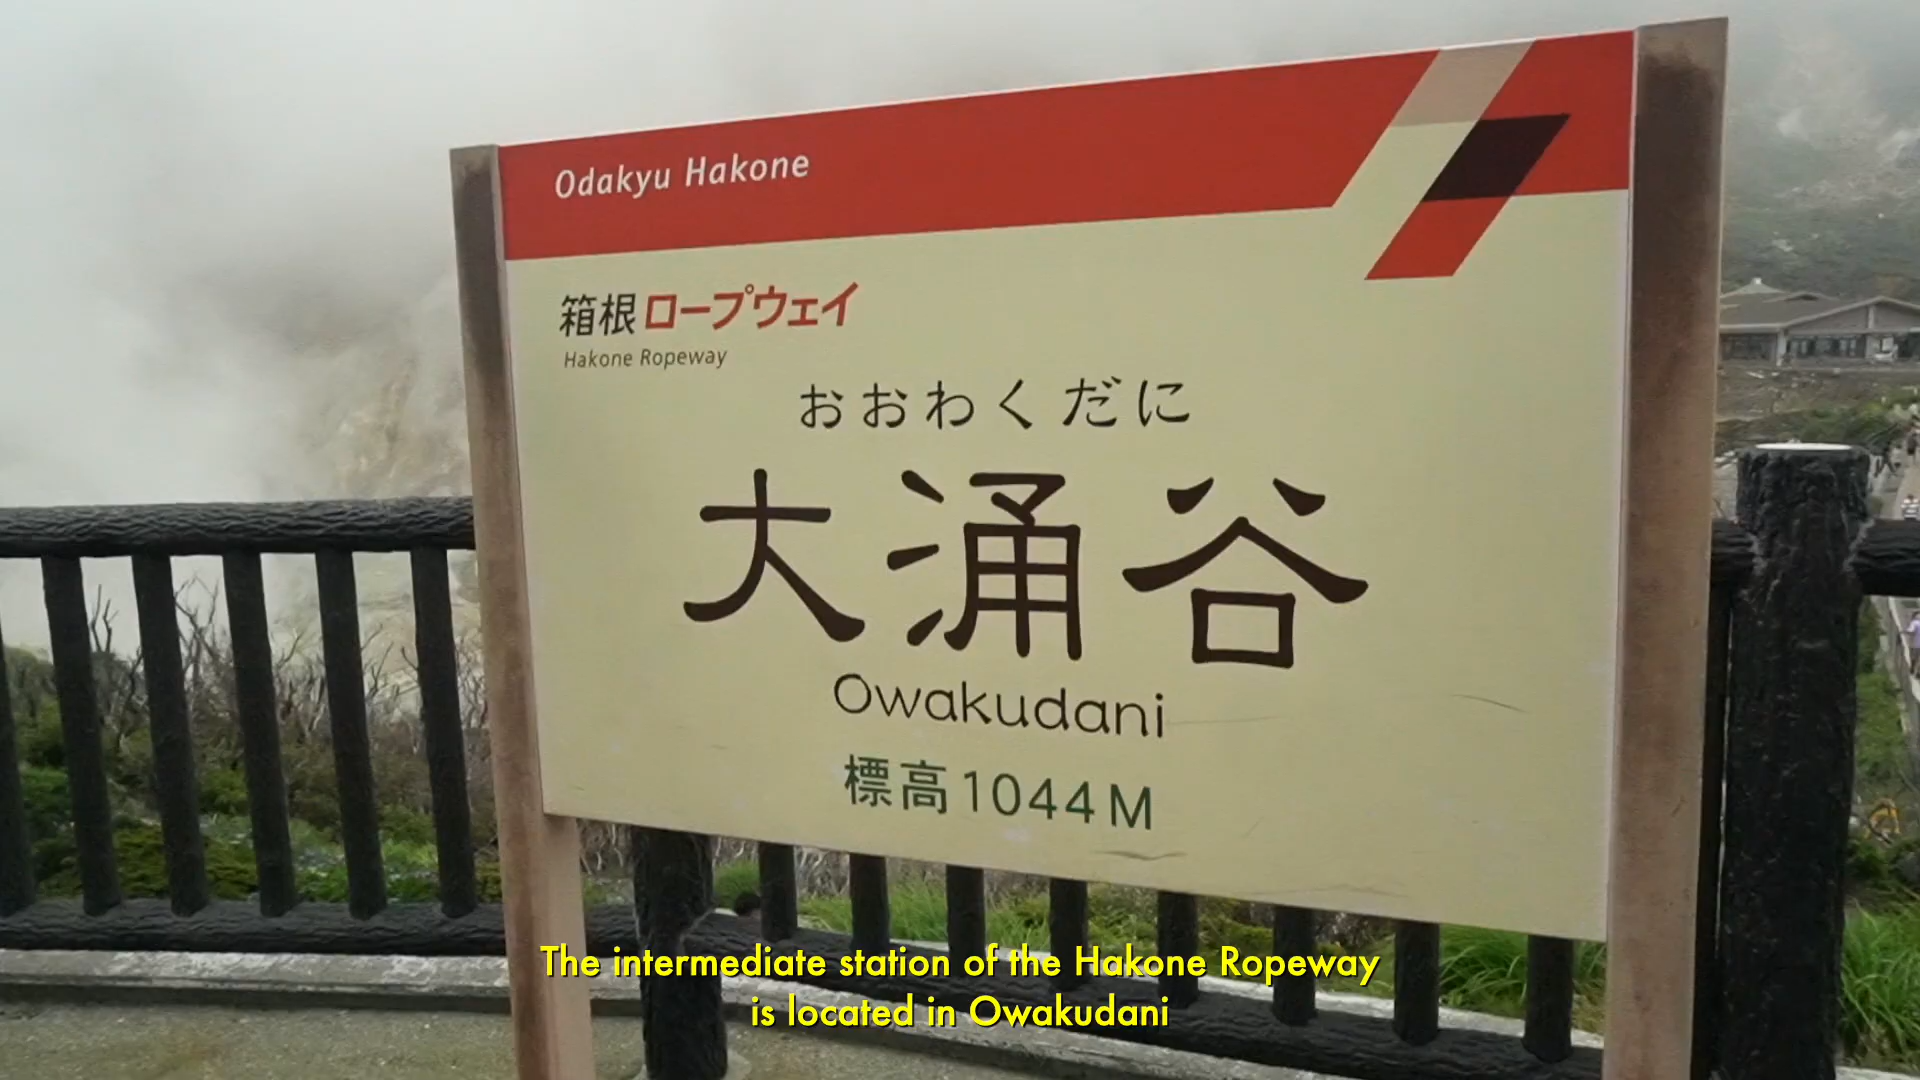 Odakyu Hakone
箱根ロープウェイ
Hakone Ropeway
おおわくだに
大涌谷
Owakudani
標高1044M
The intermediate station of the Hakone Ropeway
is located in Owakudani